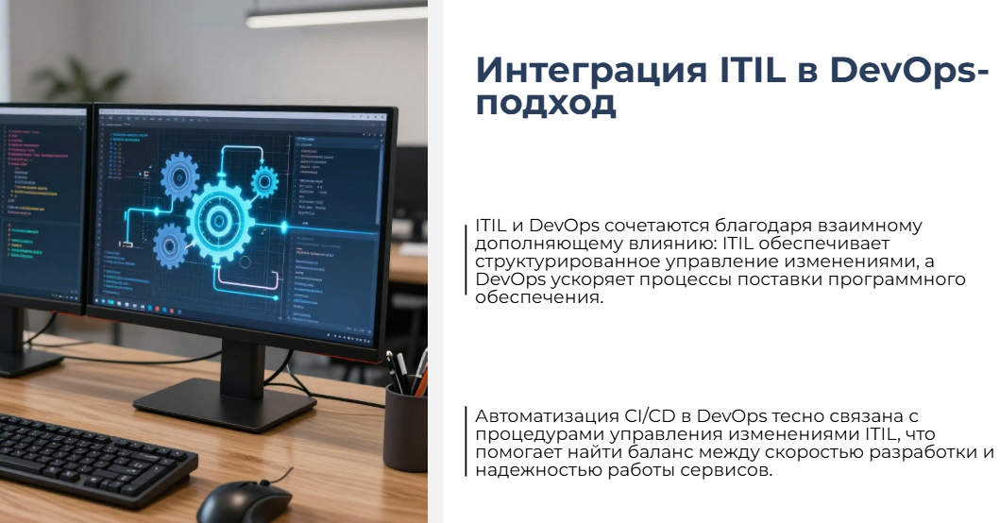 Интеграция ITIL в DevOps-
подход
ITIL и DevOps сочетаются благодаря взаимному
дополняющему влиянию: ITIL обеспечивает
структурированное управление изменениями, а
DevOps ускоряет процессы поставки программного
обеспечения.
Автоматизация CI/CD в DevOps тесно связана с
процедурами управления изменениями ITIL, что
помогает найти баланс между скоростью разработки и
надежностью работы сервисов.